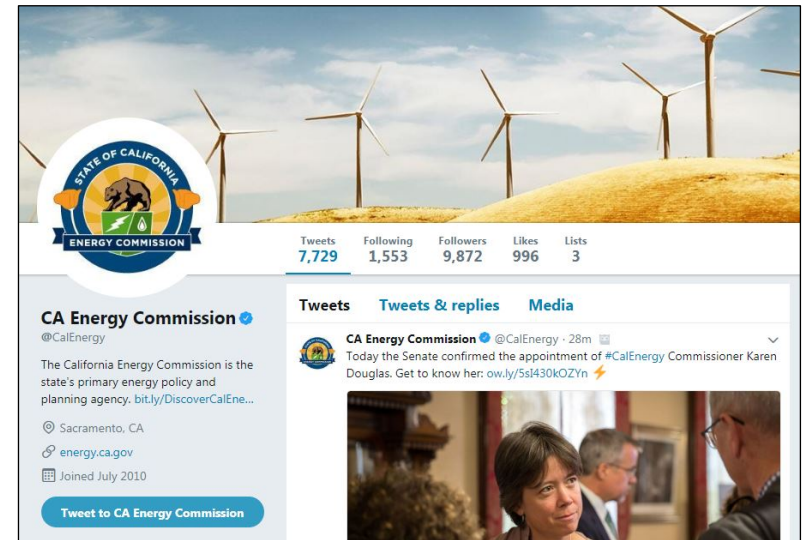 STATE OF CALIFORNIA
ENERGY COMMISSION
Tweets Following Followers Likes Lists
7,729 1,553 9,872 996 3
CA Energy Commission
@CalEnergy
The California Energy Commission is the
state's primary energy policy and
planning agency. bit.ly/DiscoverCalEne...
Sacramento, CA
energy.ca.gov
Joined July 2010
Tweet to CA Energy Commission
Tweets Tweets & replies Media
CA Energy Commission @CalEnergy · 28m
Today the Senate confirmed the appointment of #CalEnergy Commissioner Karen
Douglas. Get to know her: ow.ly/5sI430kOZYn